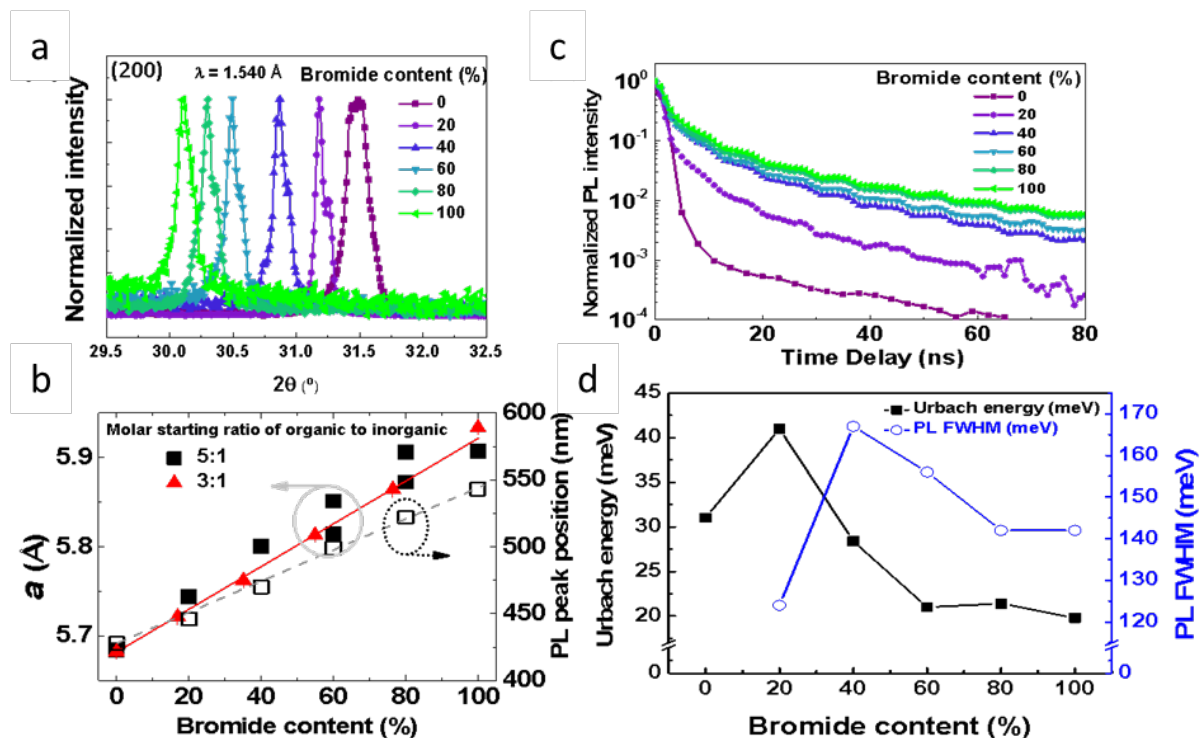 a
(200)
λ = 1.540 Å
Bromide content (%)
0
20
40
60
80
100
Normalized intensity
29.5 30.0 30.5 31.0 31.5 32.0 32.5
2θ (°)
c
Bromide content (%)
0
20
40
60
80
100
Normalized PL intensity
10⁰
10⁻¹
10⁻²
10⁻³
10⁻⁴
0 20 40 60 80
Time Delay (ns)
b
Molar starting ratio of organic to inorganic
5:1
3:1
a (Å)
5.9
5.8
5.7
PL peak position (nm)
600
550
500
450
400
0 20 40 60 80 100
Bromide content (%)
d
Urbach energy (meV)
PL FWHM (meV)
Urbach energy (meV)
45
40
35
30
25
20
0
PL FWHM (meV)
170
160
150
140
130
120
0
0 20 40 60 80 100
Bromide content (%)